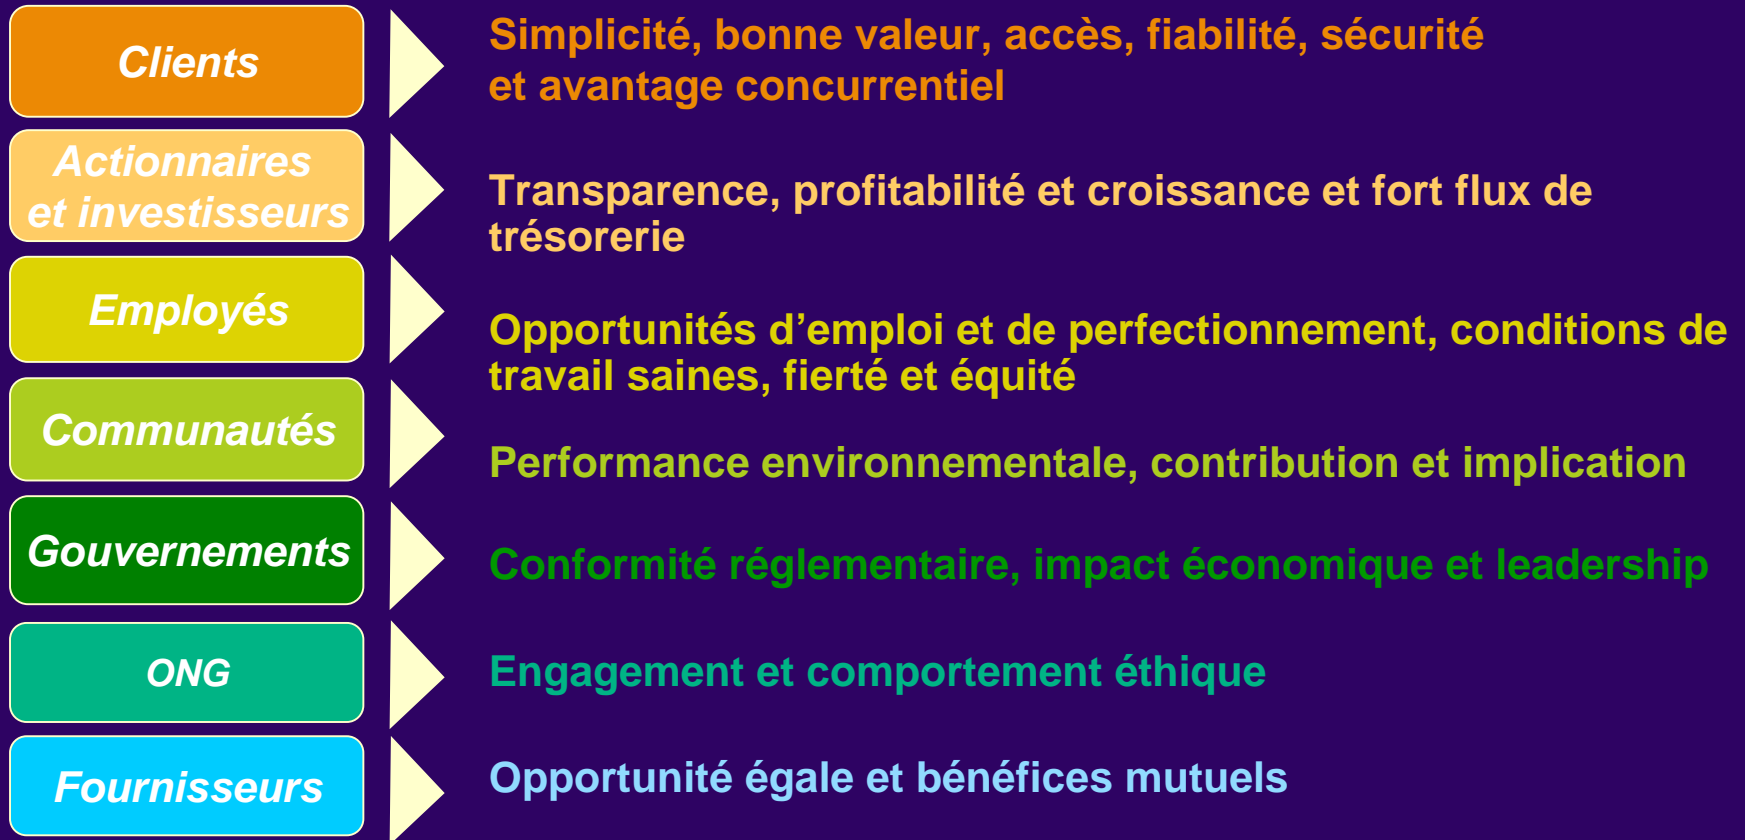 Clients
Simplicité, bonne valeur, accès, fiabilité, sécurité
et avantage concurrentiel
Actionnaires
et investisseurs
Transparence, profitabilité et croissance et fort flux de
trésorerie
Employés
Opportunités d’emploi et de perfectionnement, conditions de
travail saines, fierté et équité
Communautés
Performance environnementale, contribution et implication
Gouvernements
Conformité réglementaire, impact économique et leadership
ONG
Engagement et comportement éthique
Fournisseurs
Opportunité égale et bénéfices mutuels